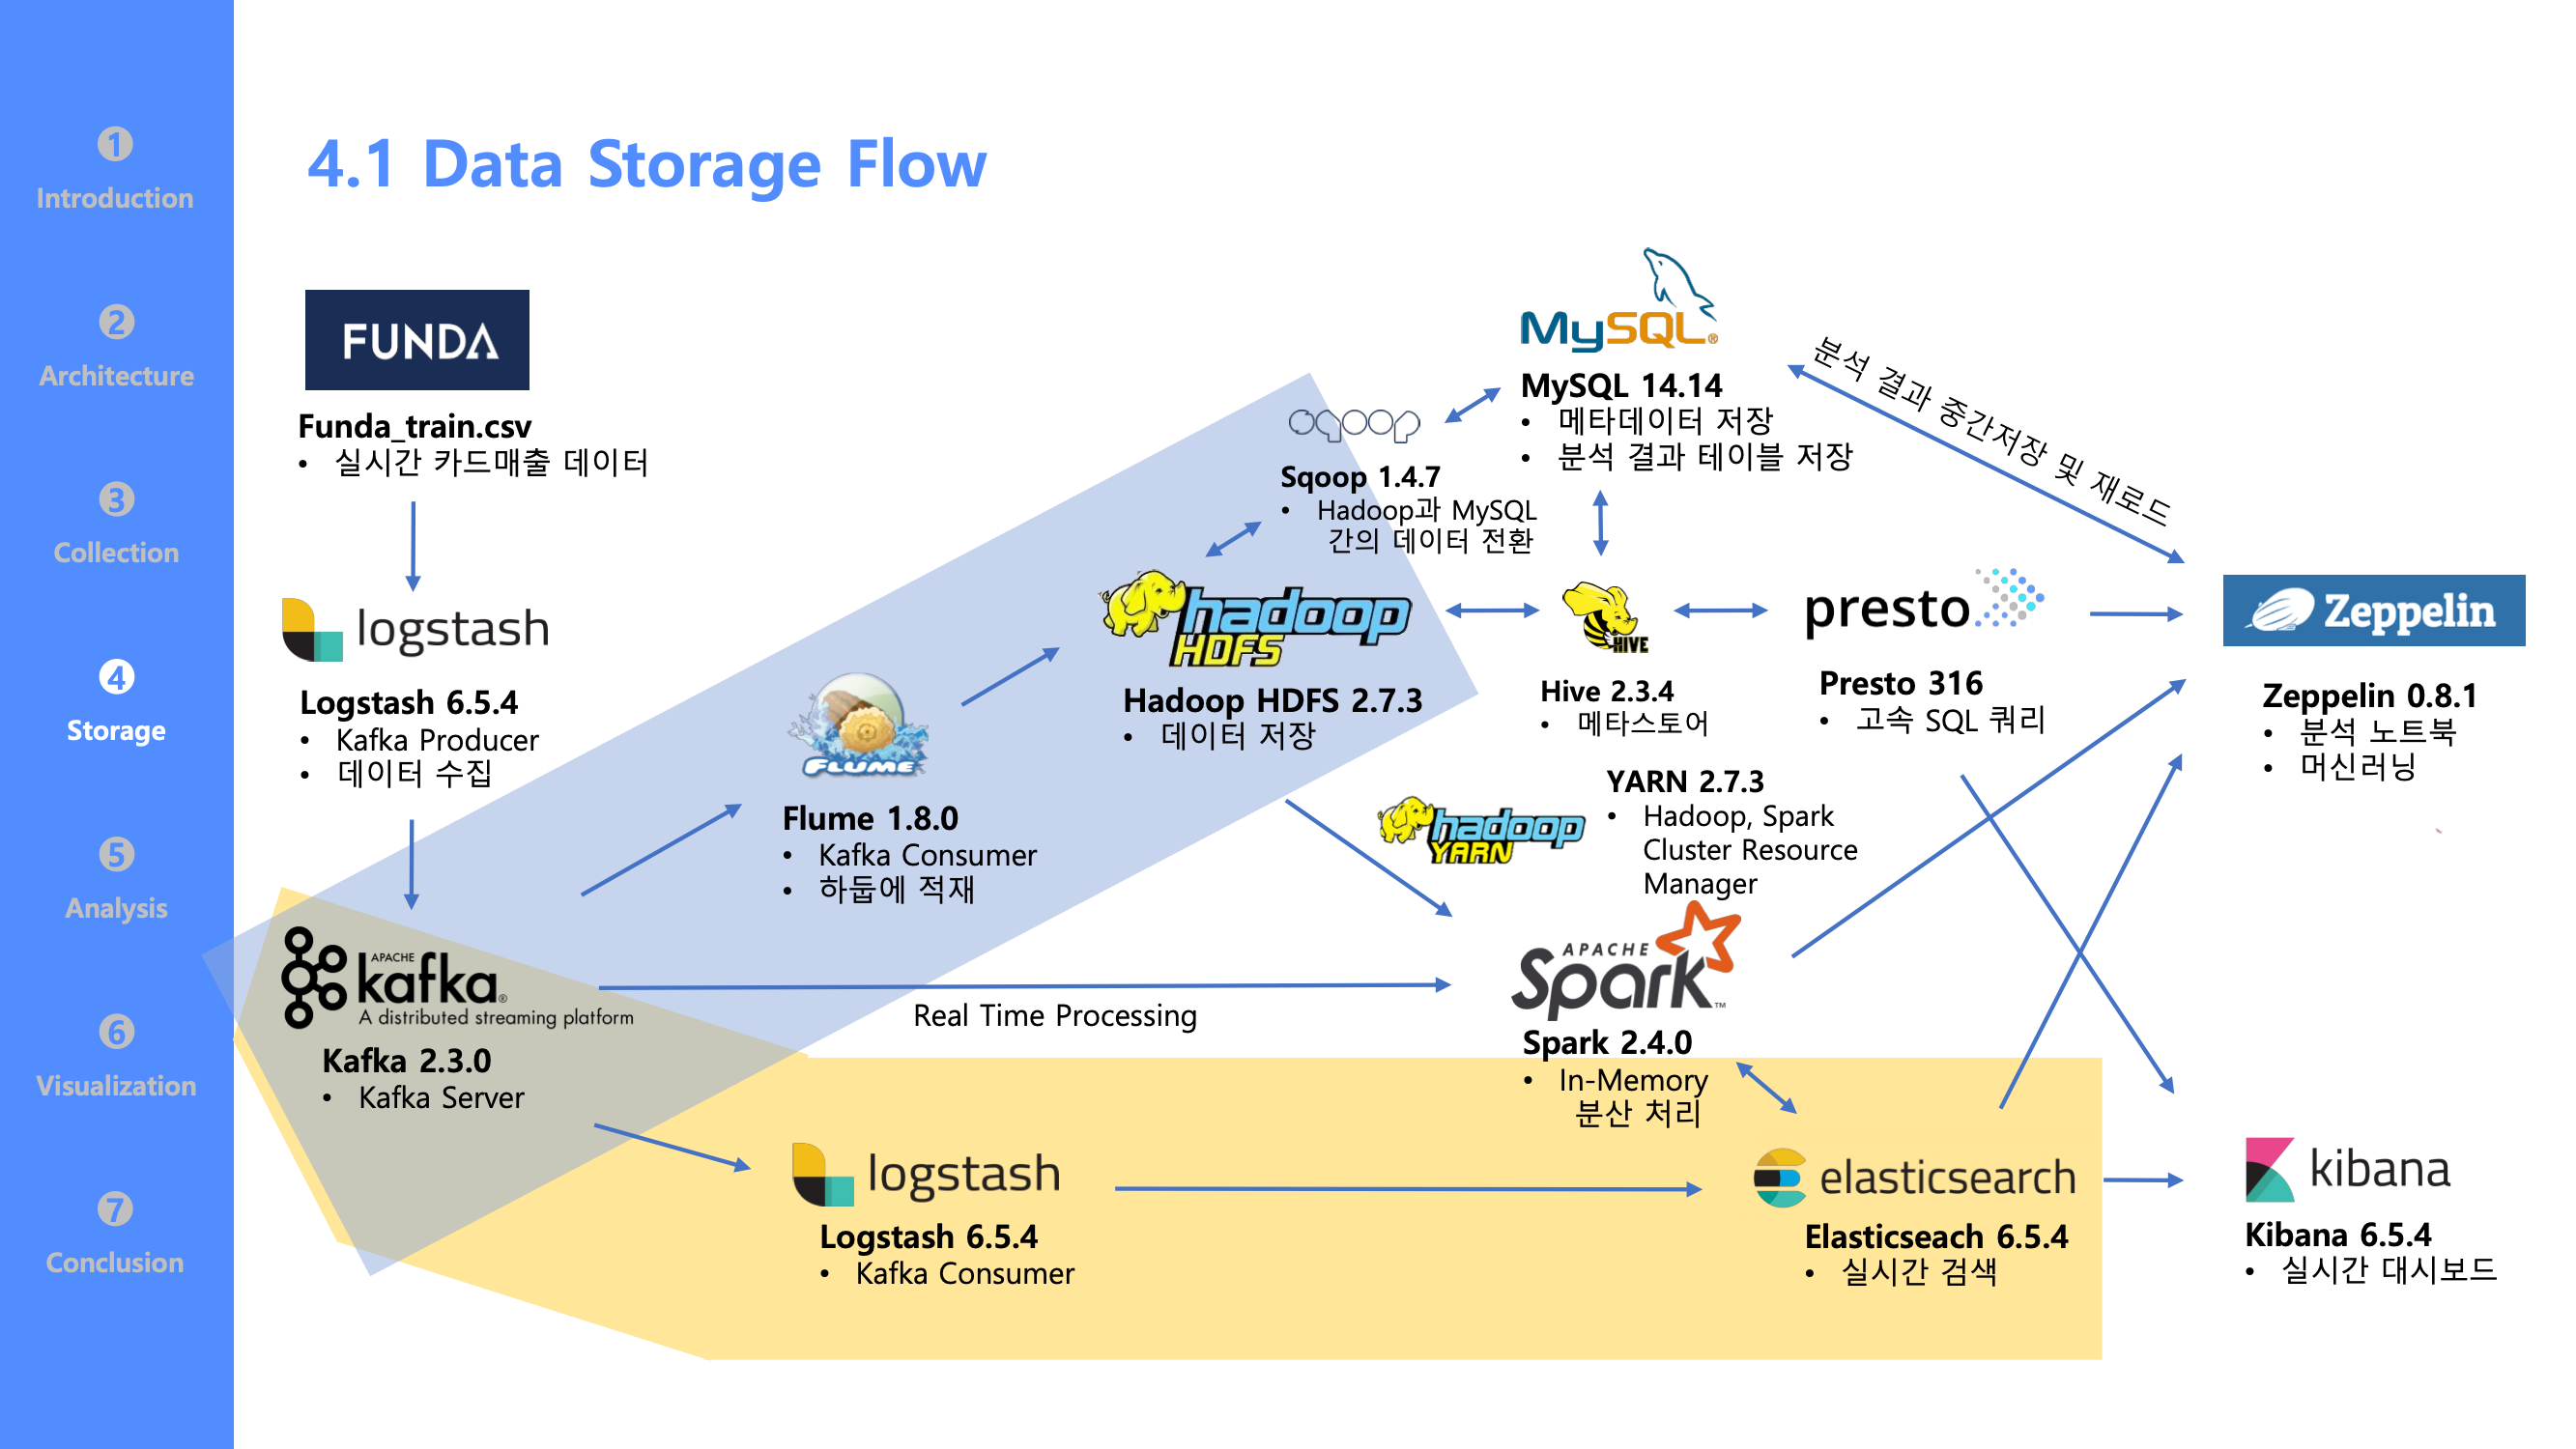 1
Introduction
2
Architecture
3
Collection
4
Storage
5
Analysis
6
Visualization
7
Conclusion
4.1 Data Storage Flow
FUNDA
Funda_train.csv
• 실시간 카드매출 데이터
logstash
Logstash 6.5.4
• Kafka Producer
• 데이터 수집
APACHE
kafka®
A distributed streaming platform
Kafka 2.3.0
• Kafka Server
FLUME
Flume 1.8.0
• Kafka Consumer
• 하둡에 적재
hadoop
HDFS
Hadoop HDFS 2.7.3
• 데이터 저장
sqoop
Sqoop 1.4.7
• Hadoop과 MySQL
간의 데이터 전환
MySQL®
MySQL 14.14
• 메타데이터 저장
• 분석 결과 테이블 저장
분석 결과 중간저장 및 재로드
HIVE
Hive 2.3.4
• 메타스토어
presto
Presto 316
• 고속 SQL 쿼리
Zeppelin
Zeppelin 0.8.1
• 분석 노트북
• 머신러닝
hadoop
YARN
YARN 2.7.3
• Hadoop, Spark
Cluster Resource
Manager
Real Time Processing
APACHE
Spark™
Spark 2.4.0
• In-Memory
분산 처리
logstash
Logstash 6.5.4
• Kafka Consumer
elasticsearch
Elasticseach 6.5.4
• 실시간 검색
kibana
Kibana 6.5.4
• 실시간 대시보드